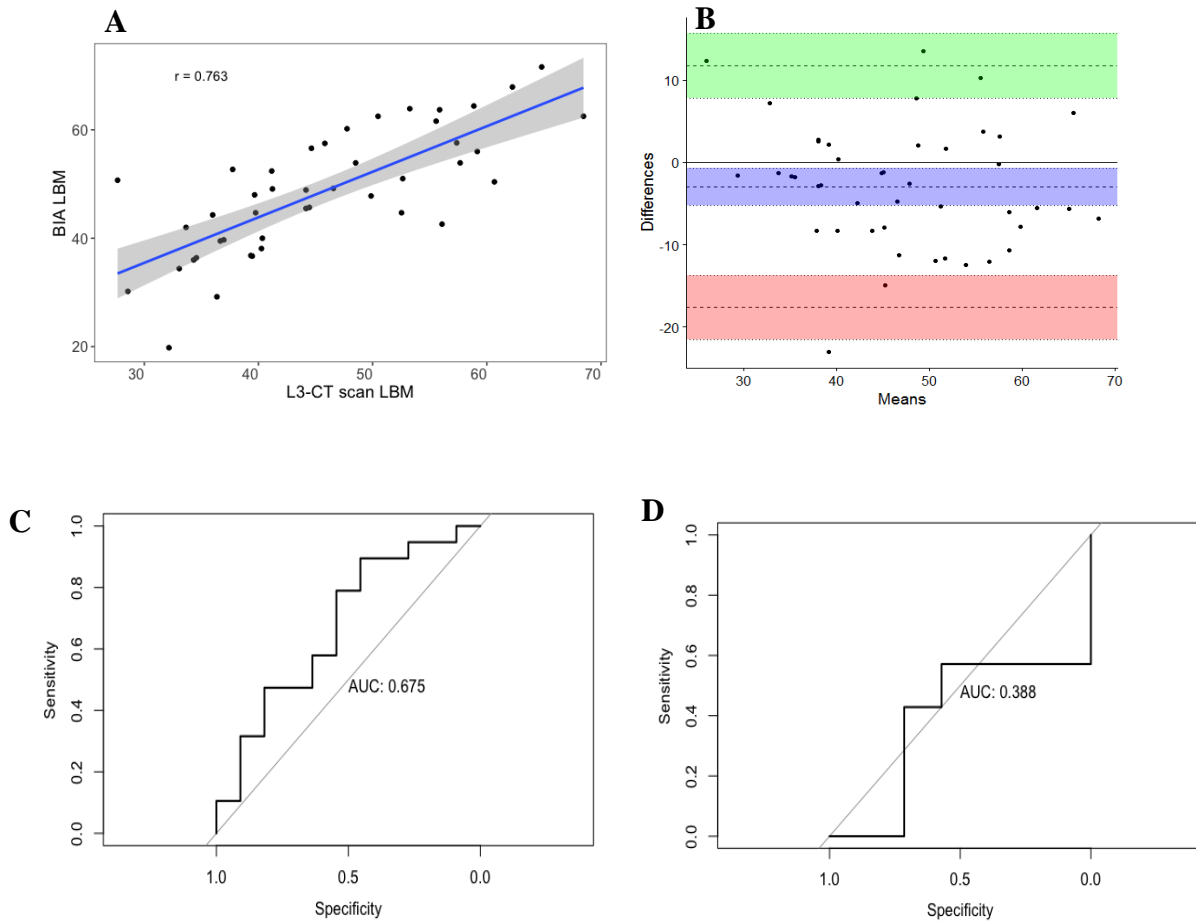 A
r = 0.763
60
40
20
BIA LBM
30 40 50 60 70
L3-CT scan LBM
B
10
0
-10
-20
Differences
30 40 50 60 70
Means
C
1.0
0.8
0.6
0.4
0.2
0.0
Sensitivity
AUC: 0.675
1.0 0.5 0.0
Specificity
D
1.0
0.8
0.6
0.4
0.2
0.0
Sensitivity
AUC: 0.388
1.0 0.5 0.0
Specificity